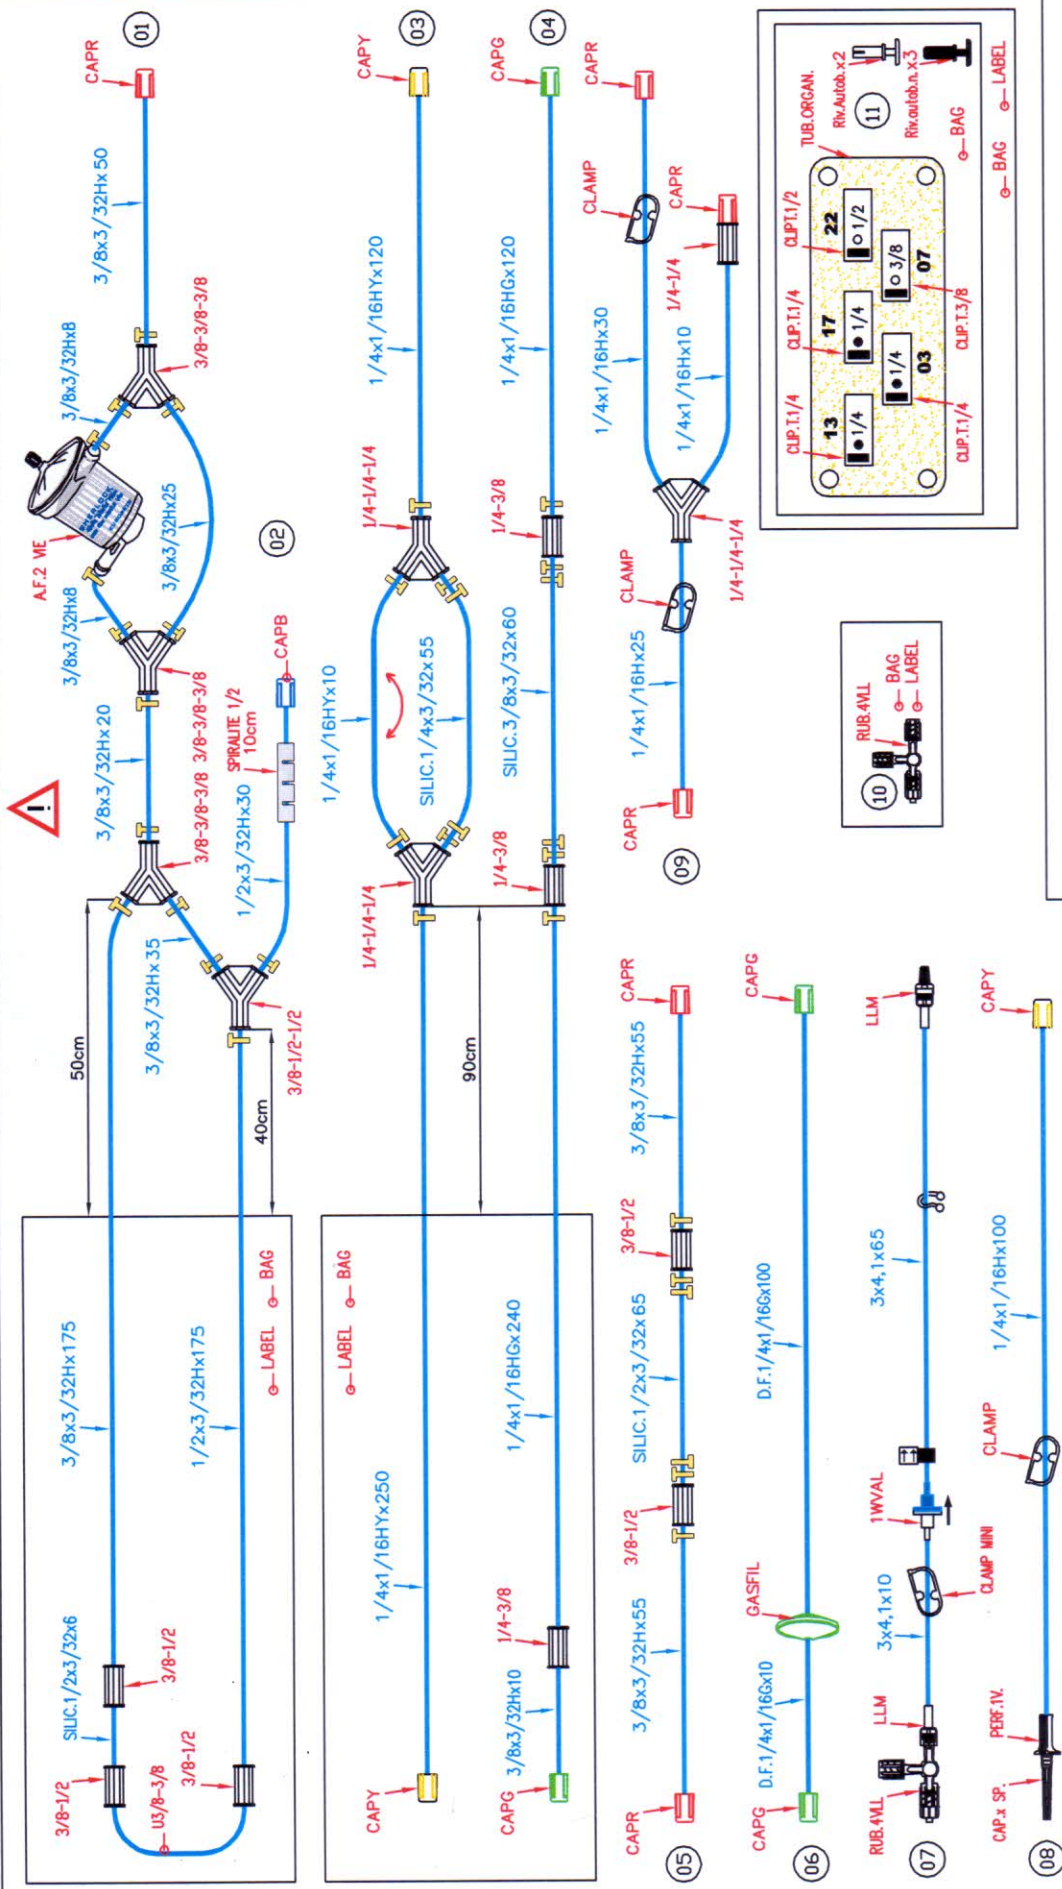 01
CAPR
3/8x3/32Hx50
3/8-3/8-3/8
3/8x3/32Hx8
3/8x3/32Hx25
A.F.2 VIE
3/8x3/32Hx8
3/8-3/8-3/8
3/8x3/32Hx20
3/8-3/8-3/8
50cm
3/8x3/32Hx35
3/8-1/2-1/2
40cm
1/2x3/32Hx30
SPIRALITE 1/2
10cm
CAPB
02
3/8x3/32Hx175
1/2x3/32Hx175
LABEL
BAG
SILIC.1/2x3/32x6
3/8-1/2
3/8-1/2
U3/8-3/8
3/8-1/2
03
CAPY
1/4x1/16HYx120
1/4-1/4-1/4
1/4x1/16HYx10
SILIC.1/4x3/32x55
1/4-1/4-1/4
1/4x1/16HYx250
CAPY
LABEL
BAG
04
CAPG
1/4x1/16HGx120
1/4-3/8
SILIC.3/8x3/32x60
1/4-3/8
90cm
1/4x1/16HGx240
1/4-3/8
3/8x3/32Hx10
CAPG
05
CAPR
3/8x3/32Hx55
3/8-1/2
SILIC.1/2x3/32x65
3/8-1/2
3/8x3/32Hx55
CAPR
06
CAPG
D.F.1/4x1/16Gx10
GASFIL
D.F.1/4x1/16Gx100
CAPG
07
RUB.4VLL
LLM
3x4,1x10
CLAMP MINI
1WVAL
3x4,1x65
LLM
08
CAP.x SP.
PERF.1V.
CLAMP
1/4x1/16Hx100
CAPY
09
CAPR
1/4x1/16Hx25
CLAMP
1/4-1/4-1/4
1/4x1/16Hx30
CLAMP
CAPR
1/4x1/16Hx10
1/4-1/4
CAPR
10
RUB.4VLL
BAG
LABEL
11
TUB.ORGAN.
Riv.Autob.x2
Riv.autob.n.x3
CLIP.T.1/4
CLIP.T.1/4
CLIPT.1/2
13
17
22
1/4
1/4
1/2
1/4
3/8
03
07
CLIP.T.1/4
CLIP.T.3/8
BAG
BAG
LABEL